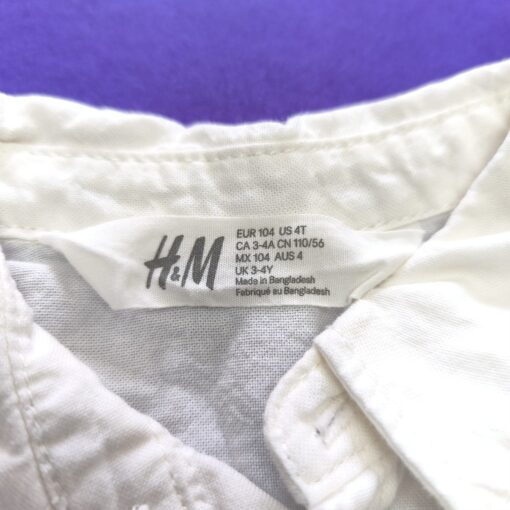 H&M
EUR 104 US 4T
CA 3-4A CN 110/56
MX 104 AUS 4
UK 3-4Y
Made in Bangladesh
Fabriqué au Bangladesh